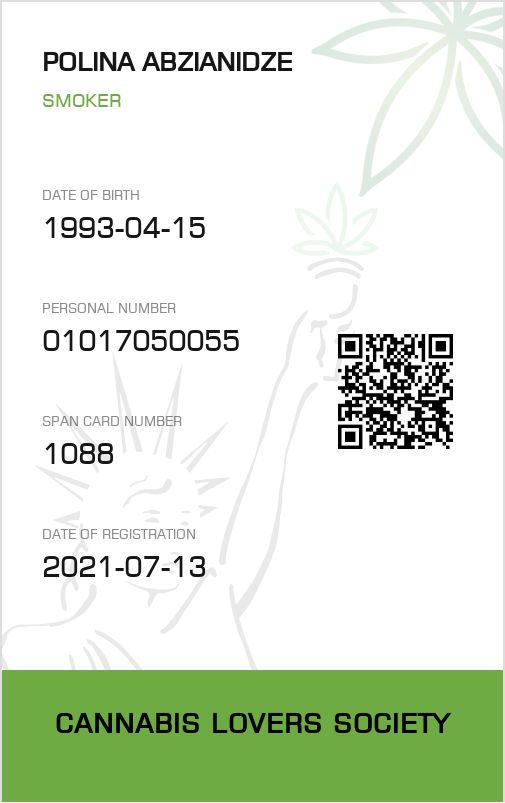 POLINA ABZIANIDZE
SMOKER
DATE OF BIRTH
1993-04-15
PERSONAL NUMBER
01017050055
SPAN CARD NUMBER
1088
DATE OF REGISTRATION
2021-07-13
CANNABIS LOVERS SOCIETY